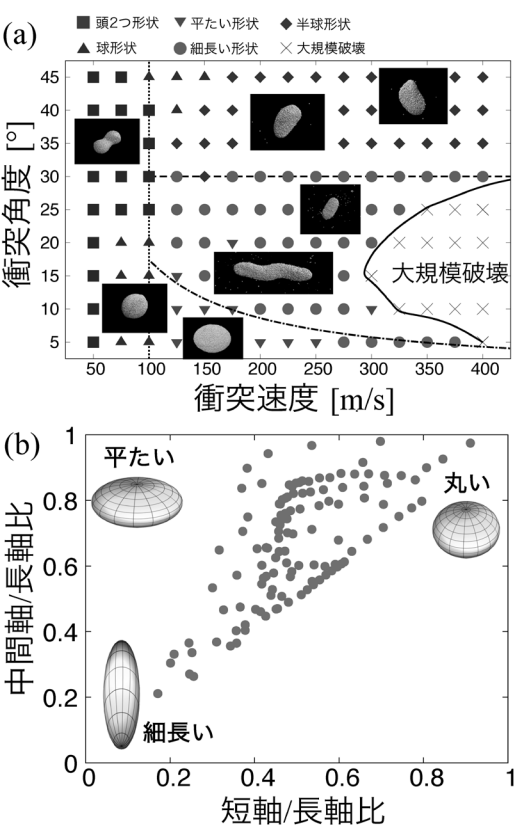 (a)
頭2つ形状 平たい形状 半球形状
球形状 細長い形状 大規模破壊
衝突角度 [°]
45
40
35
30
25
20
15
10
5
大規模破壊
50 100 150 200 250 300 350 400
衝突速度 [m/s]
(b)
中間軸/長軸比
1
0.8
0.6
0.4
0.2
0
平たい
丸い
細長い
0 0.2 0.4 0.6 0.8 1
短軸/長軸比